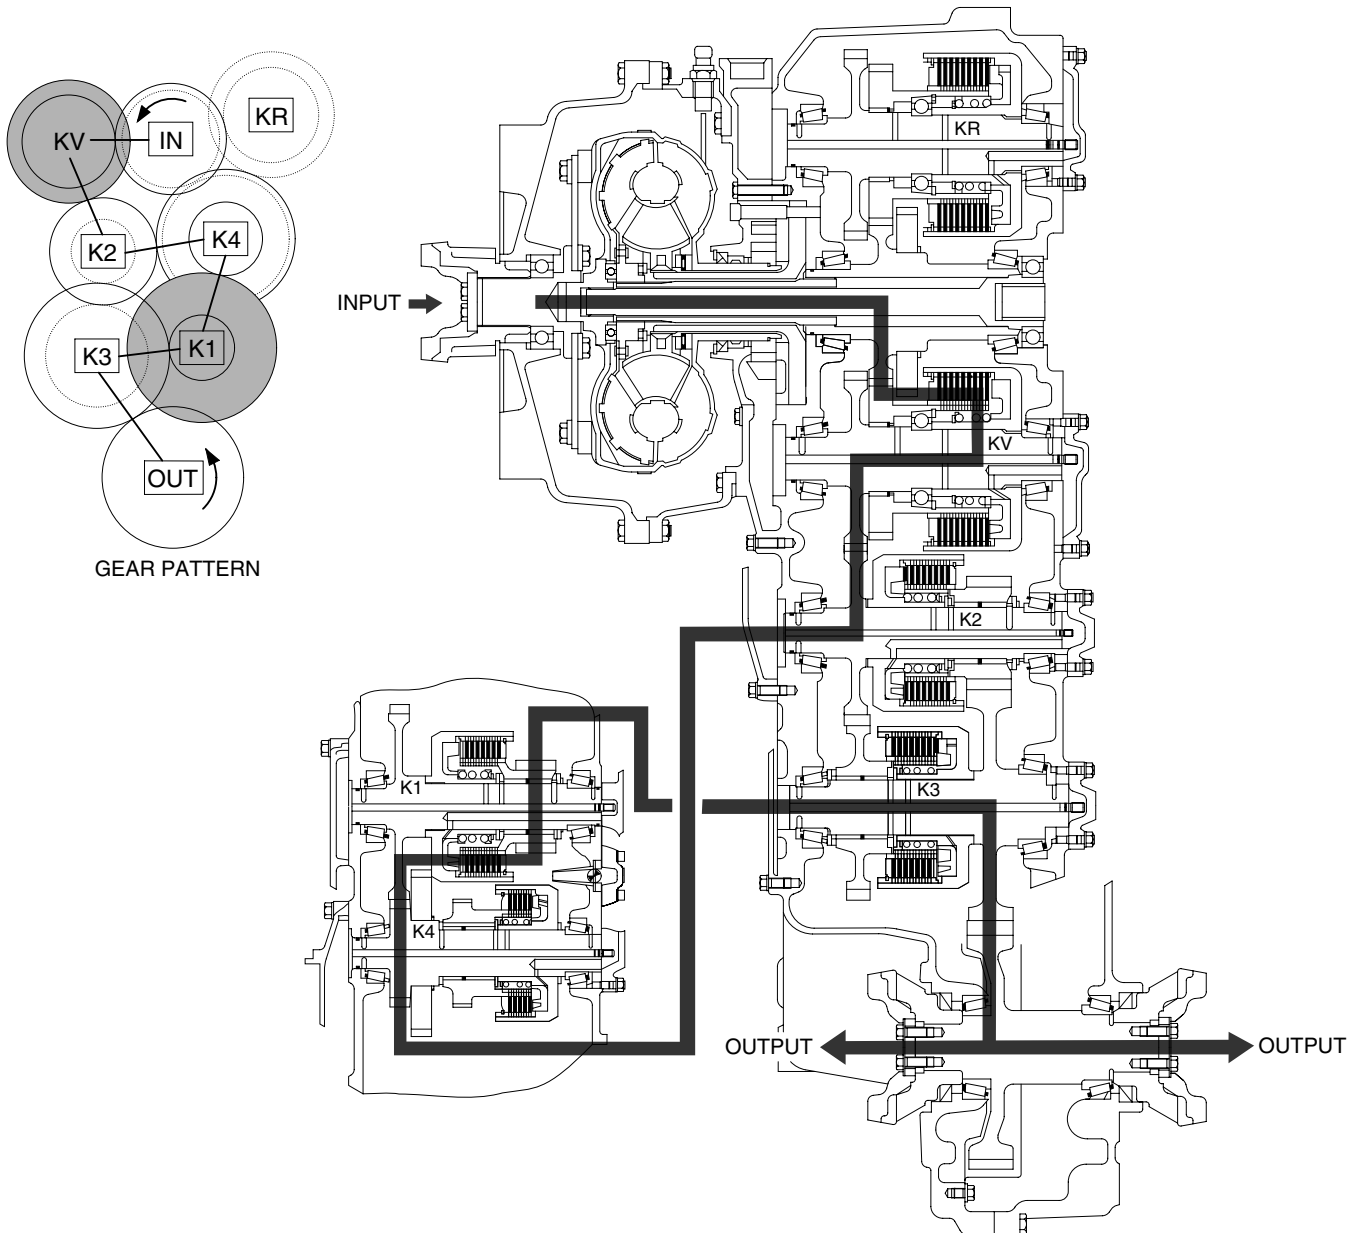 KV
IN
KR
K2
K4
K3
K1
OUT
GEAR PATTERN
INPUT
KR
KV
K2
K3
K1
K4
OUTPUT
OUTPUT